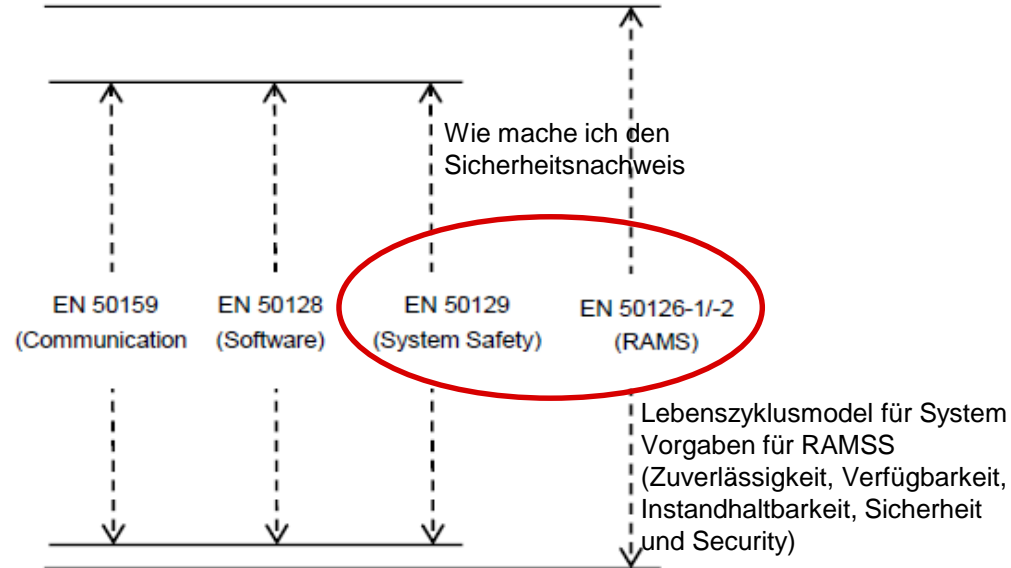 Wie mache ich den
Sicherheitsnachweis
EN 50159
(Communication
EN 50128
(Software)
EN 50129
(System Safety)
EN 50126-1/-2
(RAMS)
Lebenszyklusmodel für System
Vorgaben für RAMSS
(Zuverlässigkeit, Verfügbarkeit,
Instandhaltbarkeit, Sicherheit
und Security)